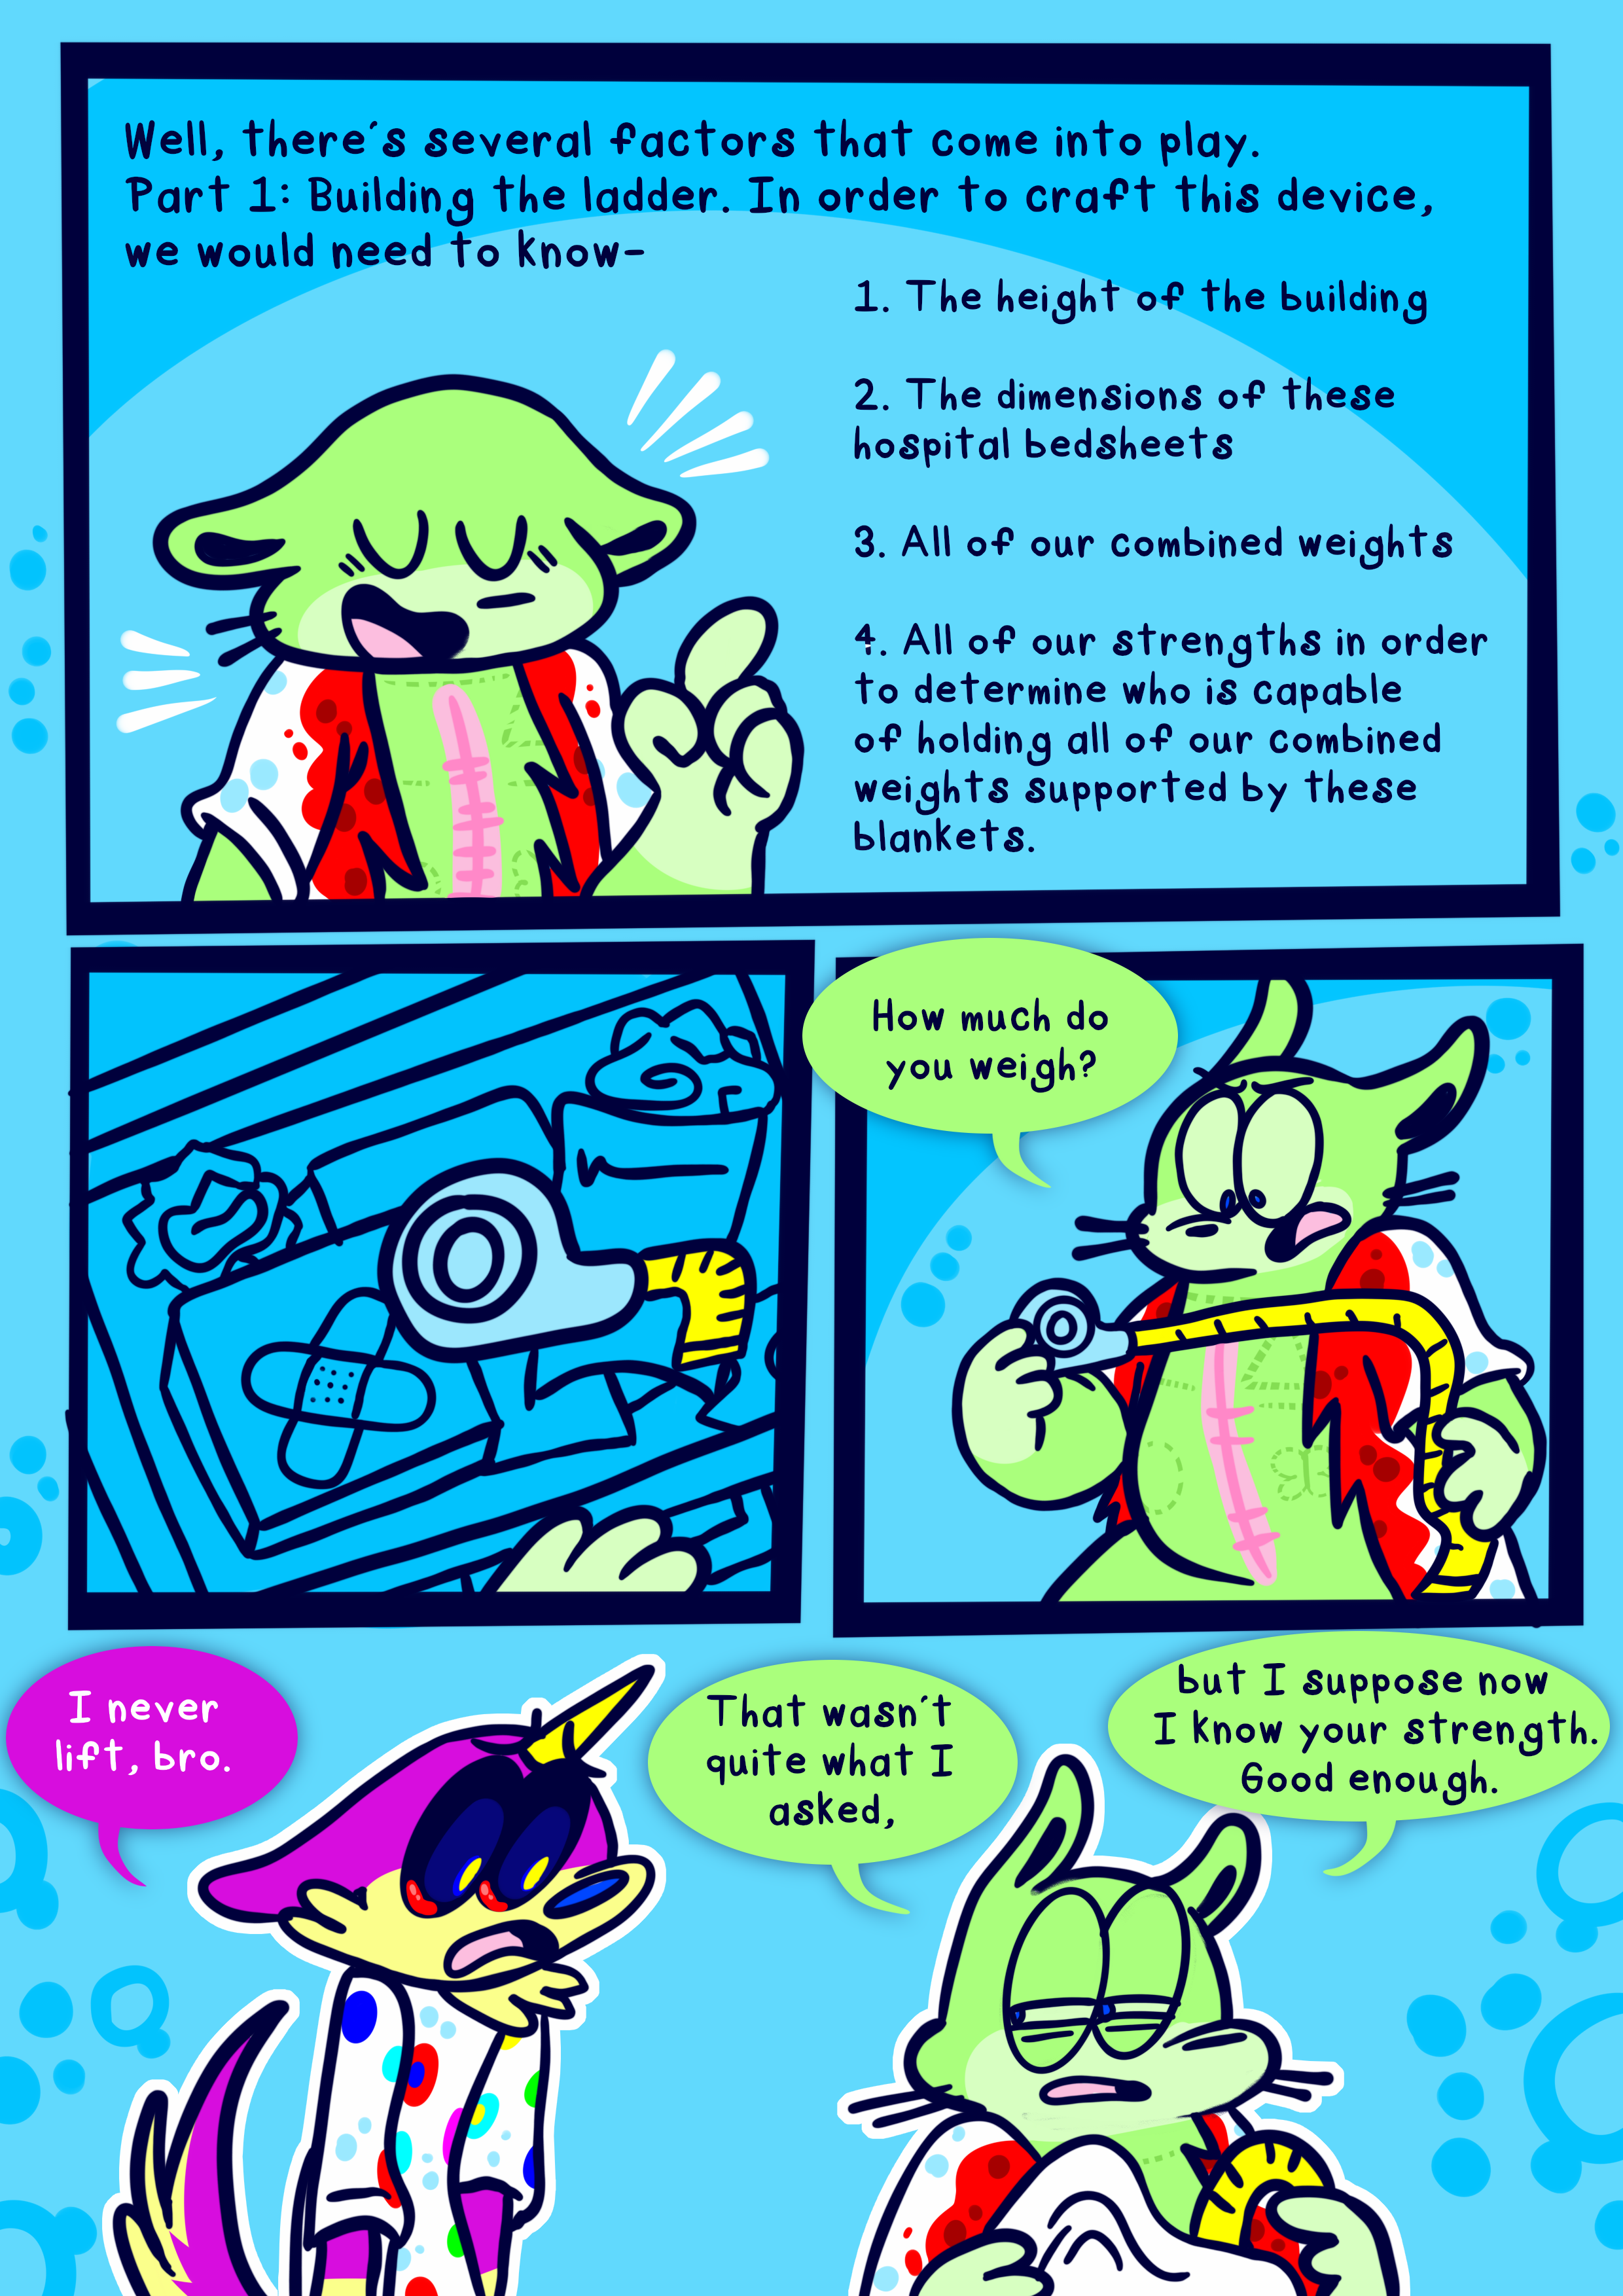 Well, there's several factors that come into play.
Part 1: Building the ladder. In order to craft this device,
we would need to know-
1. The height of the building
2. The dimensions of these
hospital bedsheets
3. All of our combined weights
4. All of our strengths in order
to determine who is capable
of holding all of our combined
weights supported by these
blankets.
How much do
you weigh?
I never
lift, bro.
That wasn't
quite what I
asked,
but I suppose now
I know your strength.
Good enough.